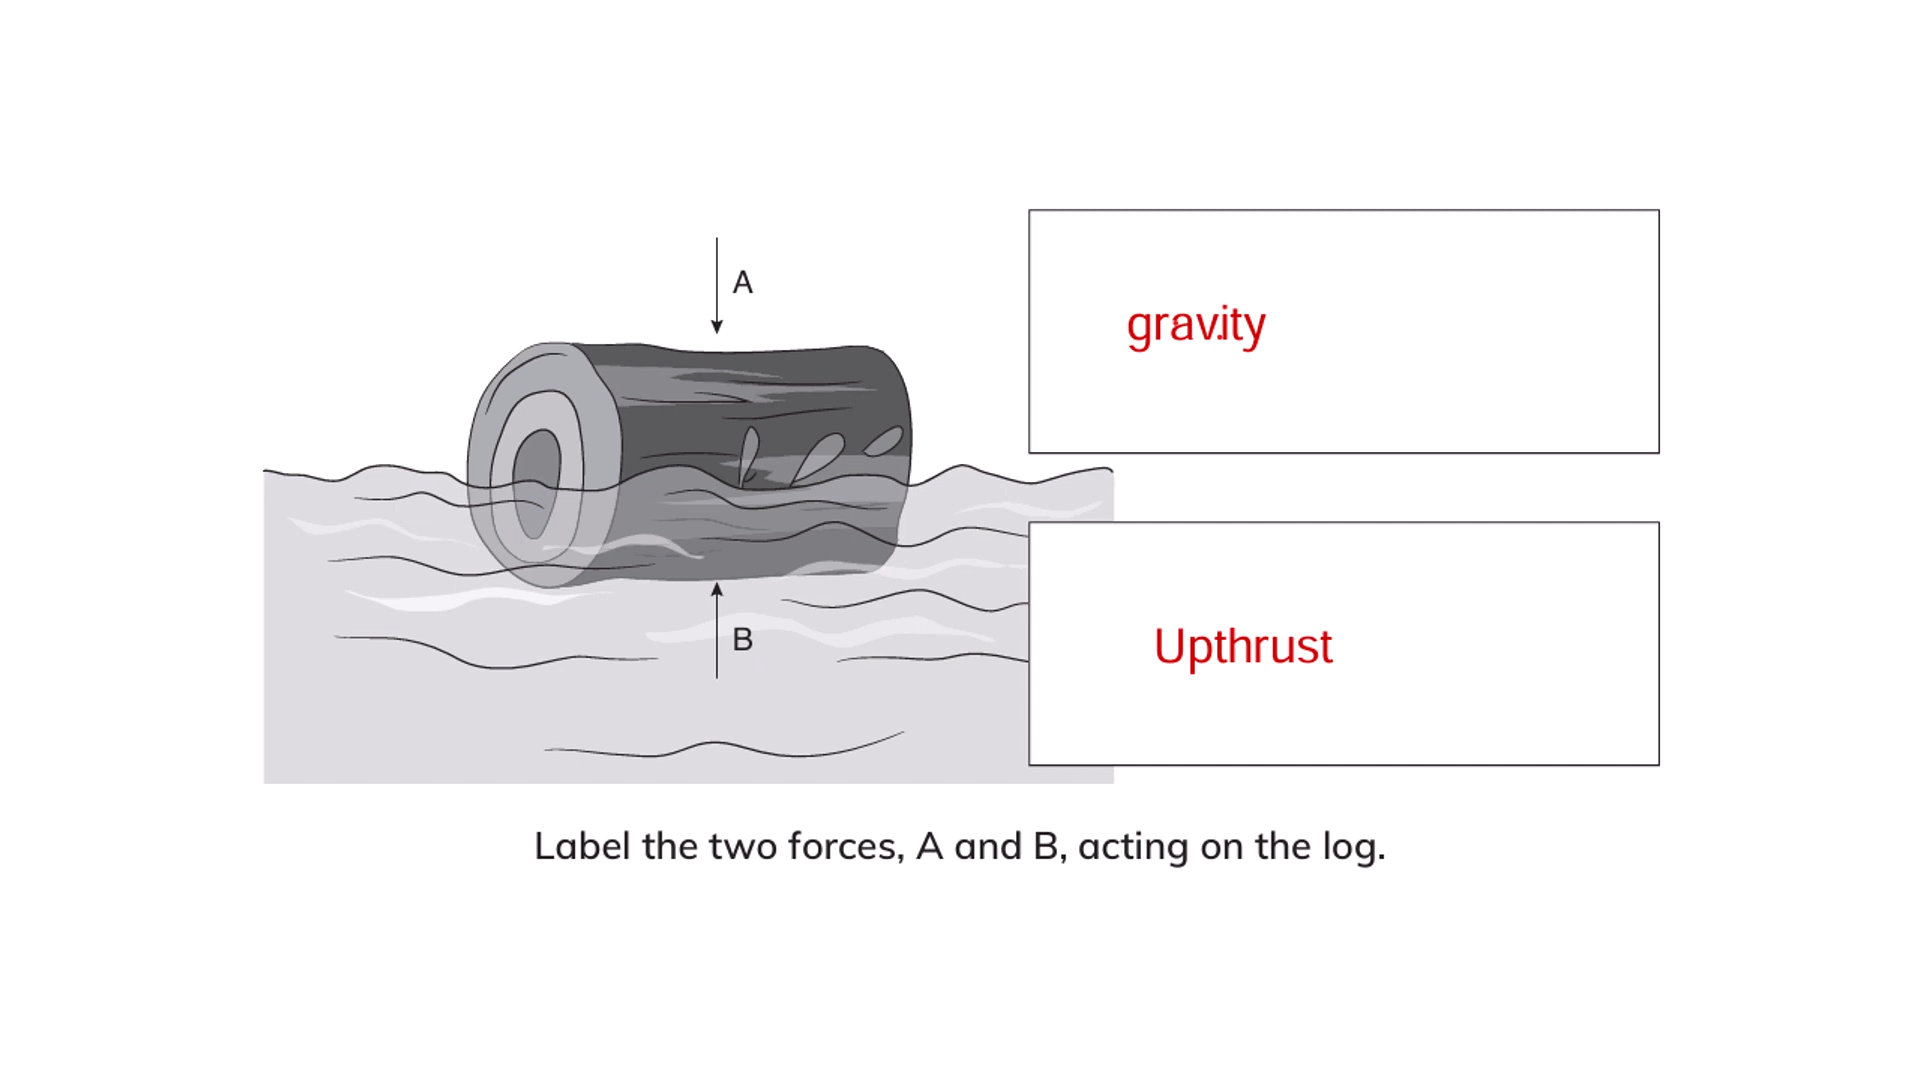 A
gravity
B
Upthrust
Label the two forces, A and B, acting on the log.